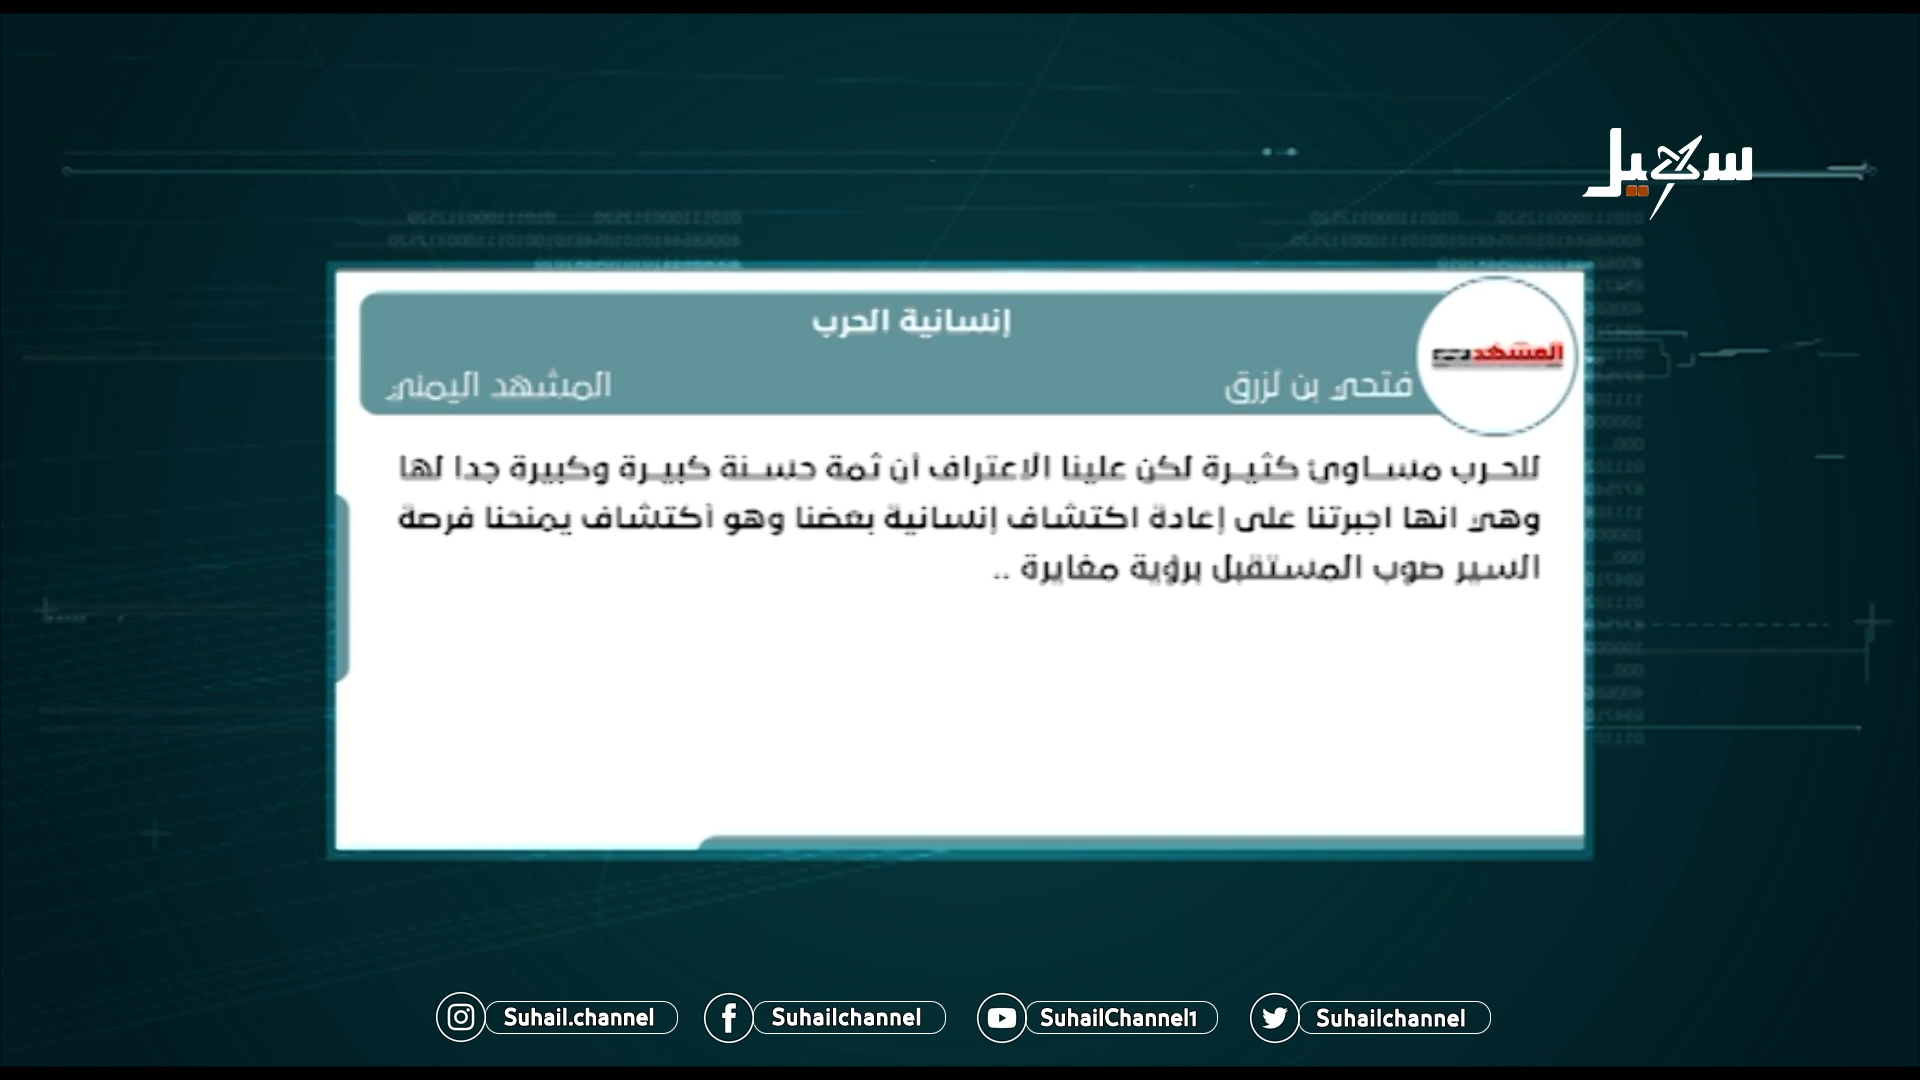 سهيل
إنسانية الحرب
فتحي بن لزرق
المشهد اليمني
المشهد
للحرب مساوئ كثيرة لكن علينا الاعتراف أن ثمة حسنة كبيرة وكبيرة جدا لها
وهي انها اجبرتنا على إعادة اكتشاف إنسانية بعضنا وهو أكتشاف يمنحنا فرصة
السير صوب المستقبل برؤية مغايرة ..
Suhail.channel
Suhailchannel
SuhailChannel1
Suhailchannel